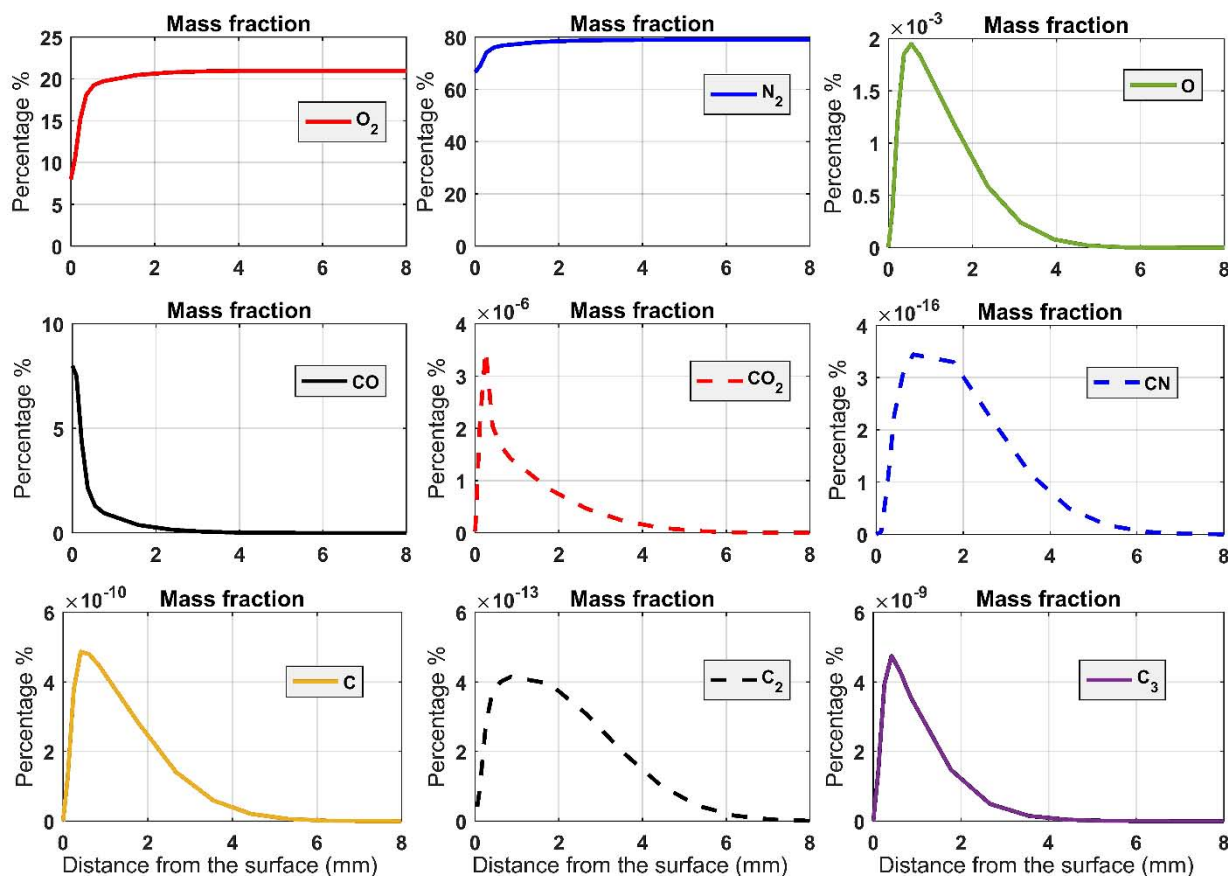 Mass fraction
25
20
15
10
5
0
0 2 4 6 8
Percentage %
O2
Mass fraction
80
60
40
20
0
0 2 4 6 8
Percentage %
N2
Mass fraction
×10-3
2
1.5
1
0.5
0
0 2 4 6 8
Percentage %
O
Mass fraction
10
5
0
0 2 4 6 8
Percentage %
CO
Mass fraction
×10-6
4
3
2
1
0
0 2 4 6 8
Percentage %
CO2
Mass fraction
×10-16
4
3
2
1
0
0 2 4 6 8
Percentage %
CN
Mass fraction
×10-10
6
4
2
0
0 2 4 6 8
Percentage %
C
Distance from the surface (mm)
Mass fraction
×10-13
6
4
2
0
0 2 4 6 8
Percentage %
C2
Distance from the surface (mm)
Mass fraction
×10-9
6
4
2
0
0 2 4 6 8
Percentage %
C3
Distance from the surface (mm)